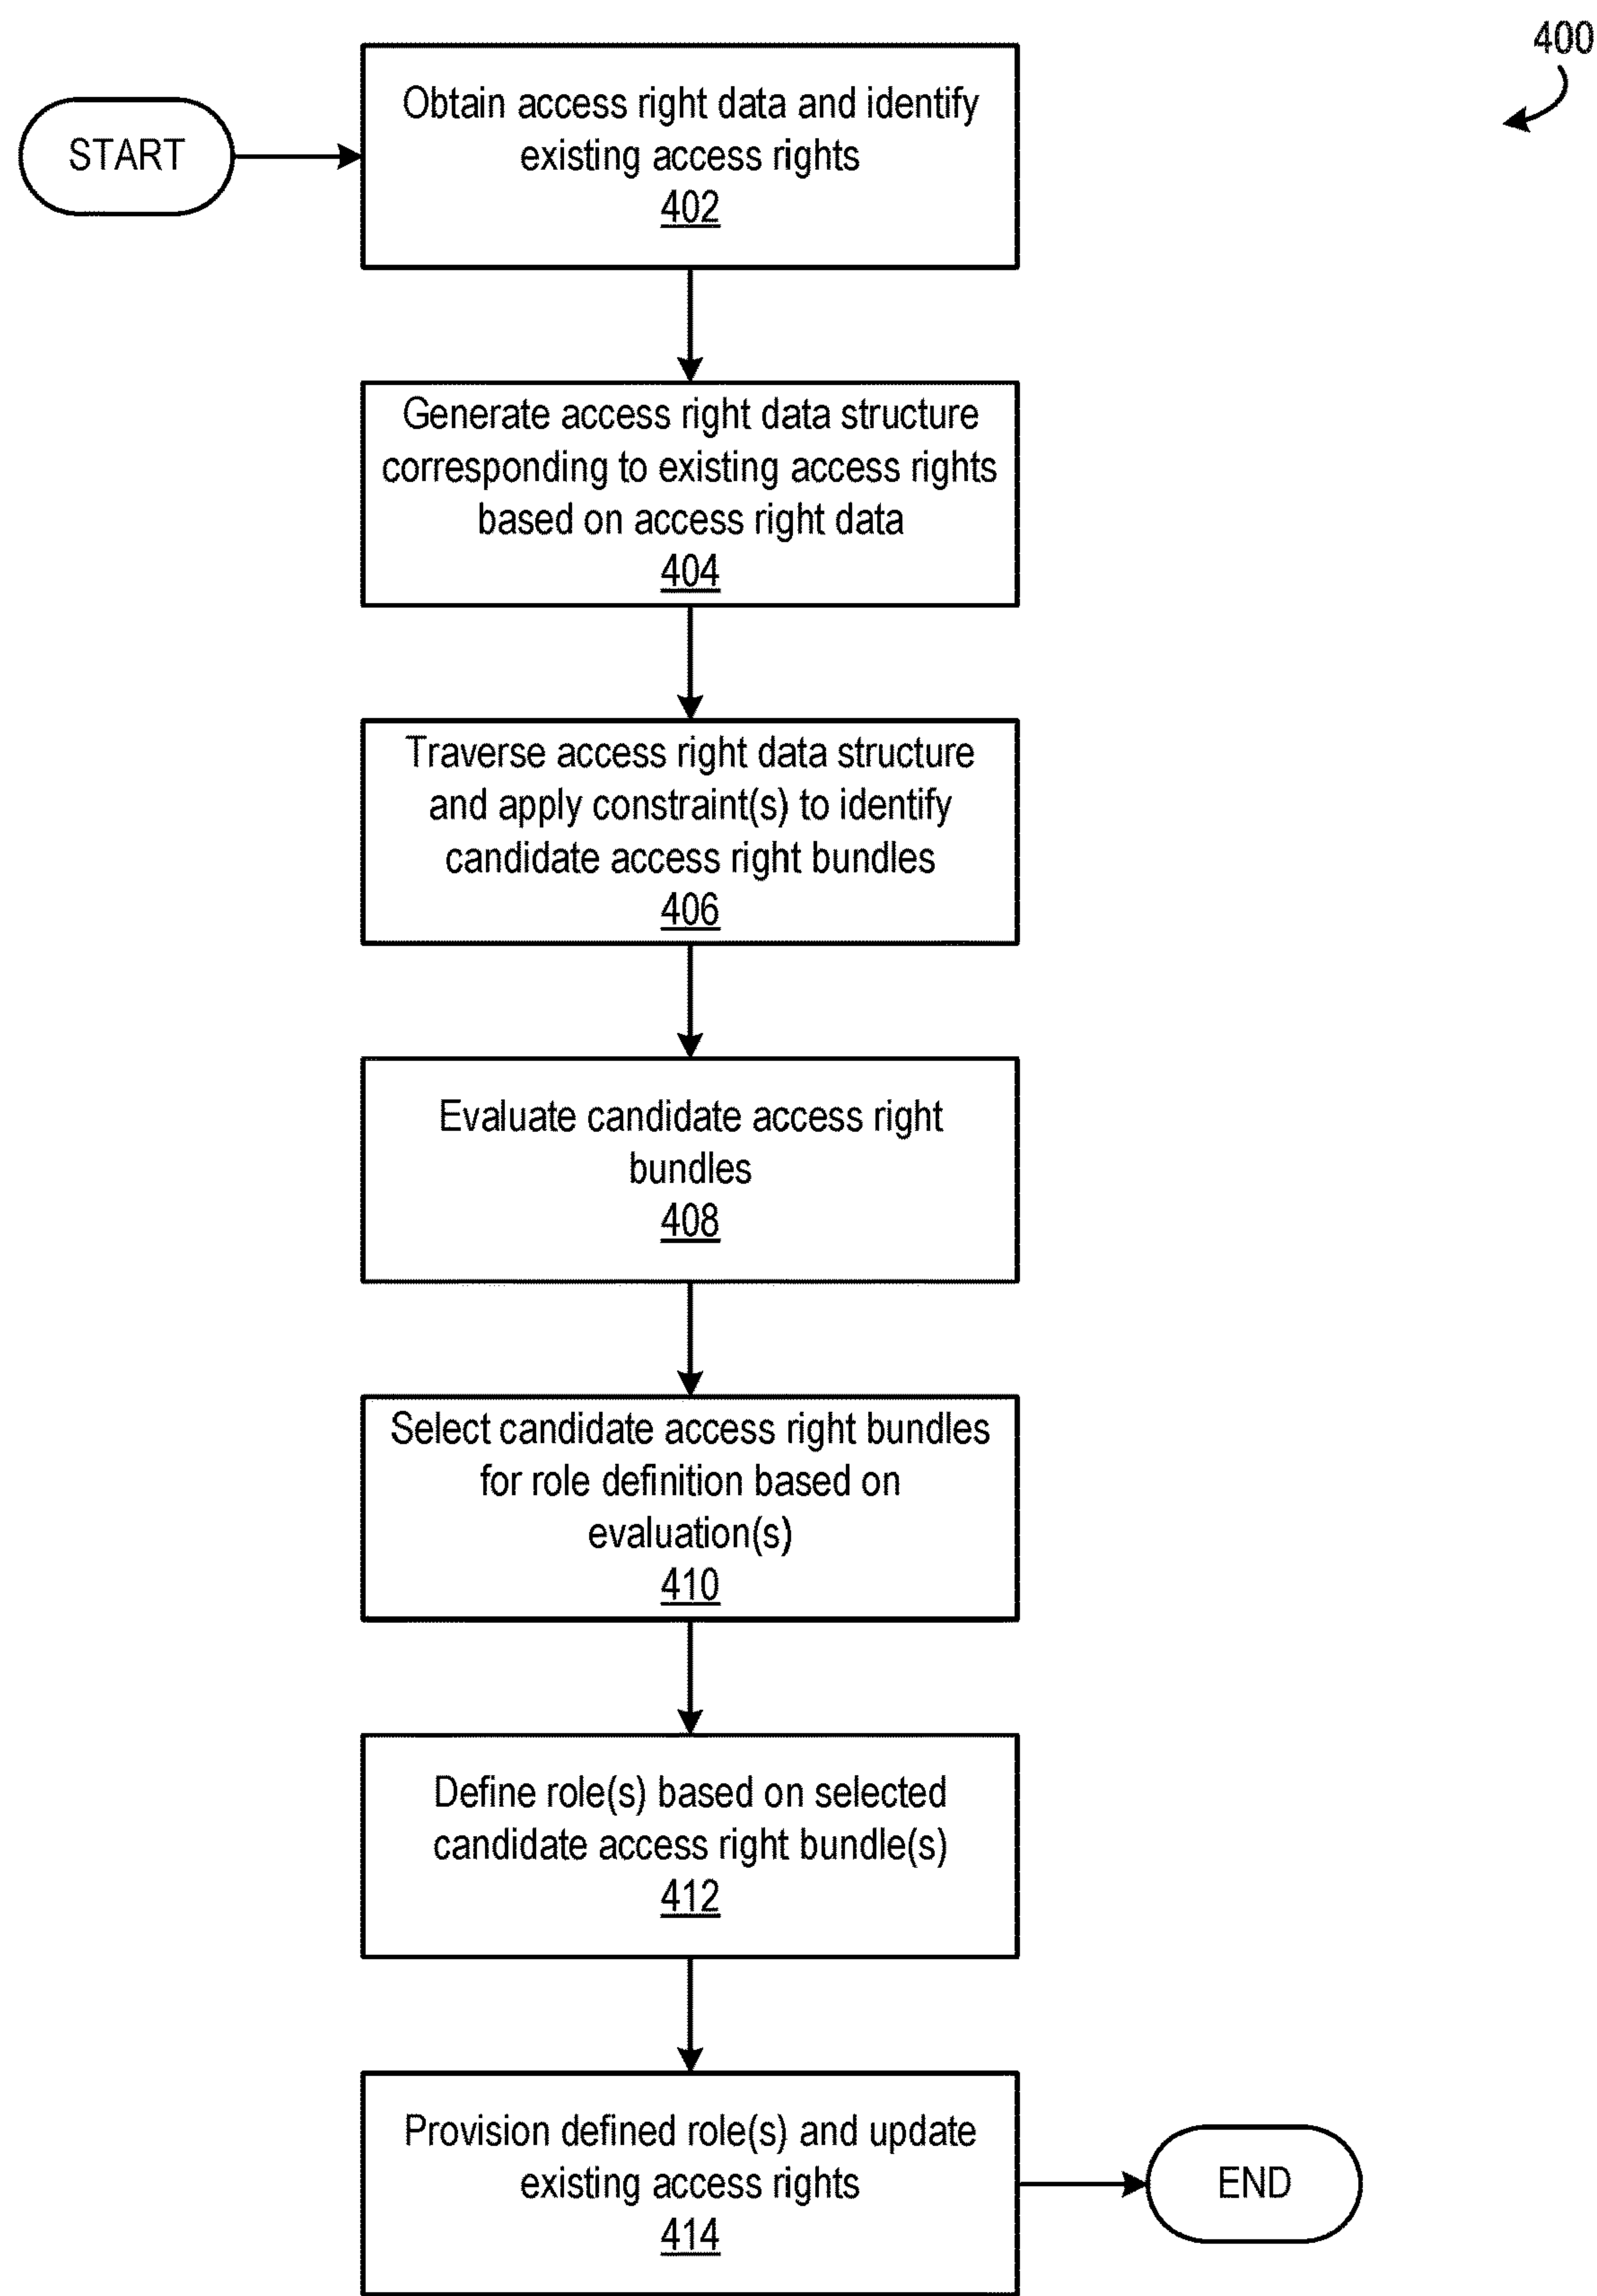 400
START
Obtain access right data and identify
existing access rights
402
Generate access right data structure
corresponding to existing access rights
based on access right data
404
Traverse access right data structure
and apply constraint(s) to identify
candidate access right bundles
406
Evaluate candidate access right
bundles
408
Select candidate access right bundles
for role definition based on
evaluation(s)
410
Define role(s) based on selected
candidate access right bundle(s)
412
Provision defined role(s) and update
existing access rights
414
END